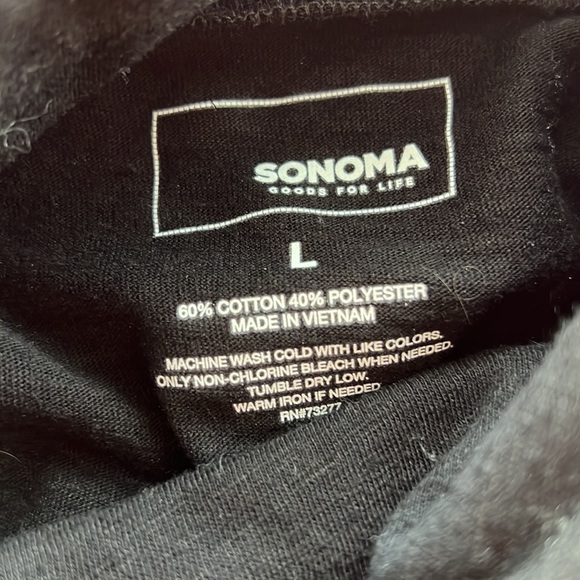 SONOMA
GOODS FOR LIFE
L
60% COTTON 40% POLYESTER
MADE IN VIETNAM
MACHINE WASH COLD WITH LIKE COLORS.
ONLY NON-CHLORINE BLEACH WHEN NEEDED.
TUMBLE DRY LOW.
WARM IRON IF NEEDED
RN#73277